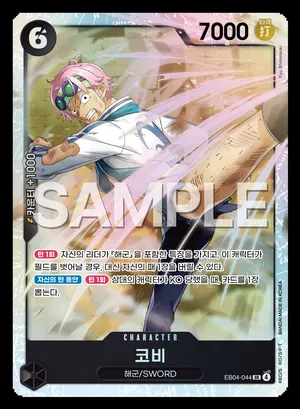 6
7000
타격
打
카운터 +1000
SAMPLE
턴 1회 자신의 리더가 『해군』을 포함한 특징을 가지고, 이 캐릭터가
필드를 벗어날 경우, 대신 자신의 패 1장을 버릴 수 있다.
자신의 턴 동안 턴 1회 상대의 캐릭터가 KO 당했을 때, 카드를 1장
뽑는다.
CHARACTER
코비
해군/SWORD
EB04-044 SR 4